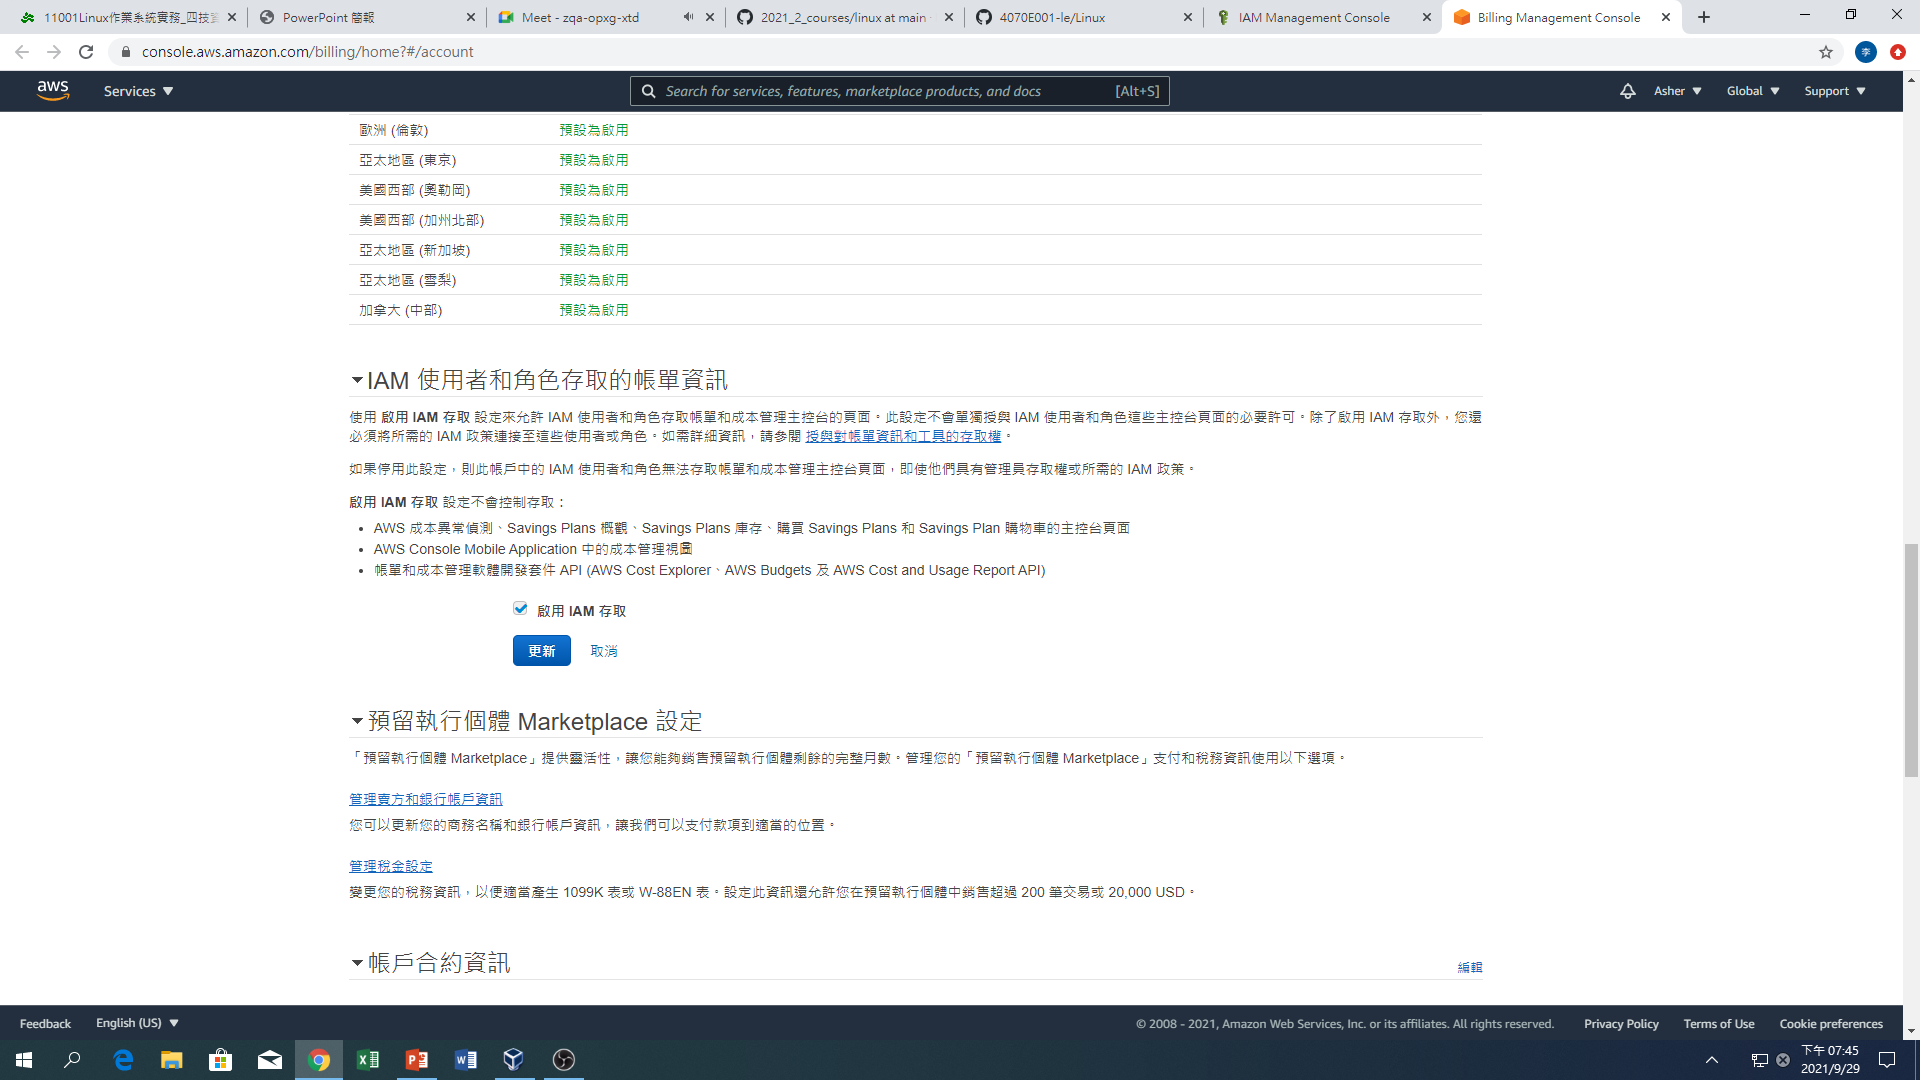 11001Linux作業系統實務_四技資
PowerPoint 簡報
Meet - zqa-opxg-xtd
2021_2_courses/linux at main
4070E001-le/Linux
IAM Management Console
Billing Management Console
console.aws.amazon.com/billing/home?#/account
李
aws
Services
Search for services, features, marketplace products, and docs
[Alt+S]
Asher
Global
Support
歐洲 (倫敦) 預設為啟用
亞太地區 (東京) 預設為啟用
美國西部 (奧勒岡) 預設為啟用
美國西部 (加州北部) 預設為啟用
亞太地區 (新加坡) 預設為啟用
亞太地區 (雪梨) 預設為啟用
加拿大 (中部) 預設為啟用
IAM 使用者和角色存取的帳單資訊
使用 啟用 IAM 存取 設定來允許 IAM 使用者和角色存取帳單和成本管理主控台的頁面。此設定不會單獨授與 IAM 使用者和角色這些主控台頁面的必要許可。除了啟用 IAM 存取外，您還
必須將所需的 IAM 政策連接至這些使用者或角色。如需詳細資訊，請參閱 授與對帳單資訊和工具的存取權。
如果停用此設定，則此帳戶中的 IAM 使用者和角色無法存取帳單和成本管理主控台頁面，即使他們具有管理員存取權或所需的 IAM 政策。
啟用 IAM 存取 設定不會控制存取：
• AWS 成本異常偵測、Savings Plans 概觀、Savings Plans 庫存、購買 Savings Plans 和 Savings Plan 購物車的主控台頁面
• AWS Console Mobile Application 中的成本管理視圖
• 帳單和成本管理軟體開發套件 API (AWS Cost Explorer、AWS Budgets 及 AWS Cost and Usage Report API)
啟用 IAM 存取
更新 取消
預留執行個體 Marketplace 設定
「預留執行個體 Marketplace」提供靈活性，讓您能夠銷售預留執行個體剩餘的完整月數。管理您的「預留執行個體 Marketplace」支付和稅務資訊使用以下選項。
管理賣方和銀行帳戶資訊
您可以更新您的商務名稱和銀行帳戶資訊，讓我們可以支付款項到適當的位置。
管理稅金設定
變更您的稅務資訊，以便適當產生 1099K 表或 W-88EN 表。設定此資訊還允許您在預留執行個體中銷售超過 200 筆交易或 20,000 USD。
帳戶合約資訊
編輯
Feedback
English (US)
© 2008 - 2021, Amazon Web Services, Inc. or its affiliates. All rights reserved.
Privacy Policy
Terms of Use
Cookie preferences
下午 07:45
2021/9/29